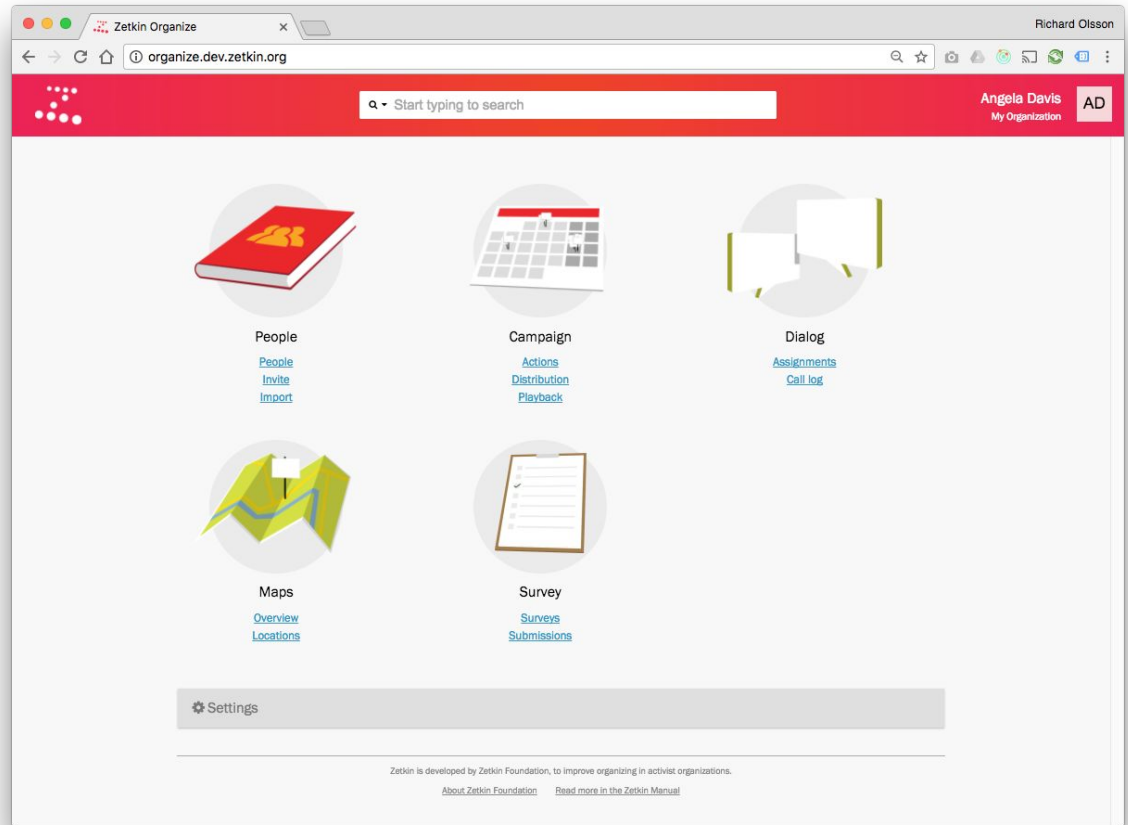 Zetkin Organize
Richard Olsson
organize.dev.zetkin.org
Start typing to search
Angela Davis
My Organization
AD
People
People
Invite
Import
Campaign
Actions
Distribution
Playback
Dialog
Assignments
Call log
Maps
Overview
Locations
Survey
Surveys
Submissions
Settings
Zetkin is developed by Zetkin Foundation, to improve organizing in activist organizations.
About Zetkin Foundation Read more in the Zetkin Manual